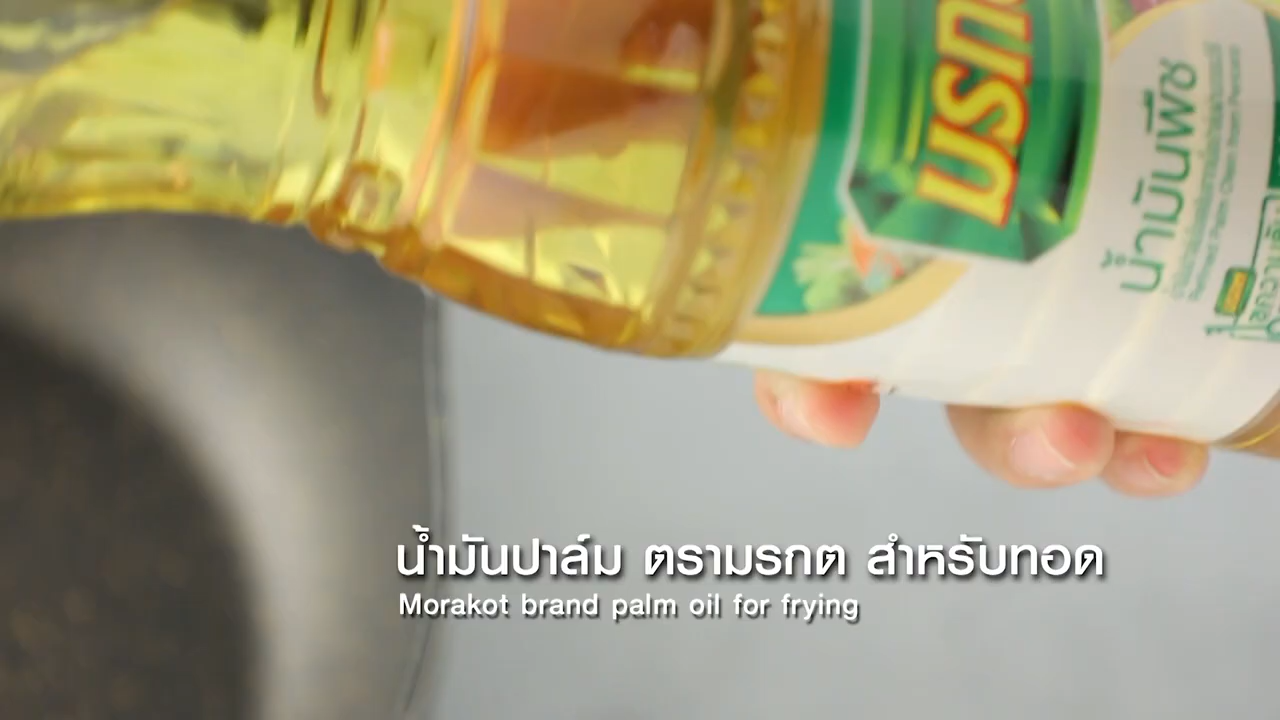 มรกต
น้ำมันพืช
น้ำมันปาล์ม ตรามรกต สำหรับทอด
Morakot brand palm oil for frying